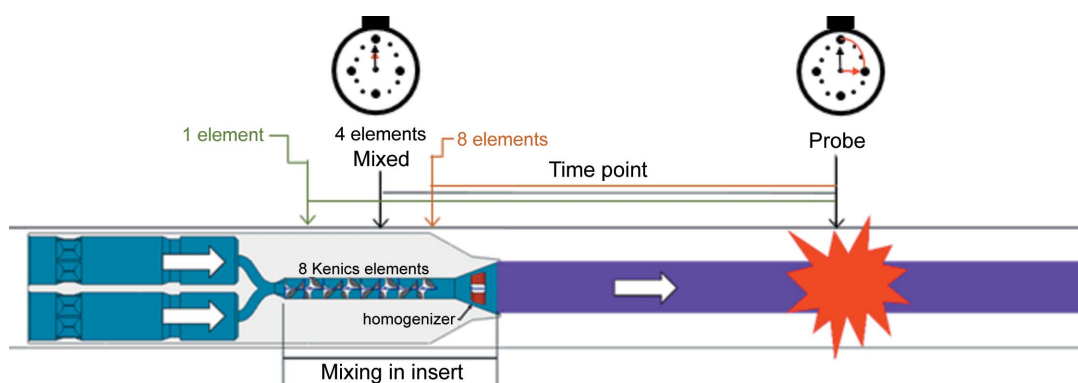 1 element
4 elements
Mixed
8 elements
Probe
Time point
8 Kenics elements
homogenizer
Mixing in insert